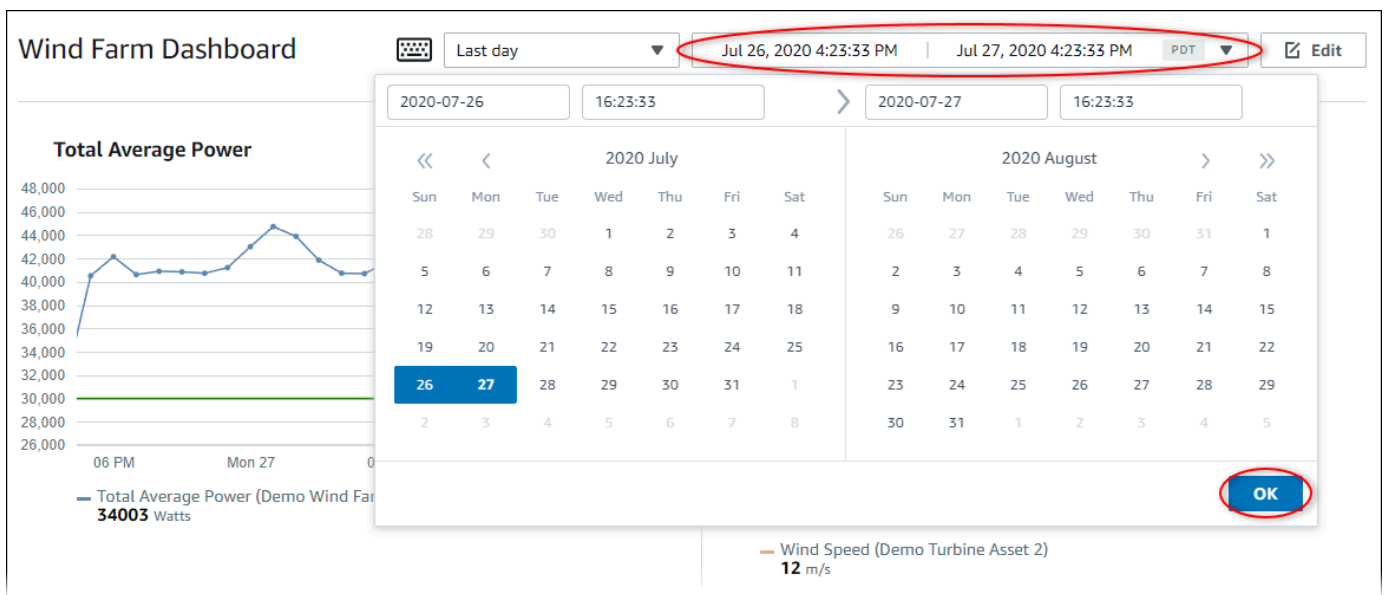 Wind Farm Dashboard Last day Jul 26, 2020 4:23:33 PM Jul 27, 2020 4:23:33 PM PDT Edit
2020-07-26 16:23:33 2020-07-27 16:23:33
Total Average Power
2020 July 2020 August
48,000
46,000
44,000
42,000
40,000
38,000
36,000
34,000
32,000
30,000
28,000
26,000
Sun Mon Tue Wed Thu Fri Sat Sun Mon Tue Wed Thu Fri Sat
28 29 30 1 2 3 4 26 27 28 29 30 31 1
5 6 7 8 9 10 11 2 3 4 5 6 7 8
12 13 14 15 16 17 18 9 10 11 12 13 14 15
19 20 21 22 23 24 25 16 17 18 19 20 21 22
26 27 28 29 30 31 1 23 24 25 26 27 28 29
2 3 4 5 6 7 8 30 31 1 2 3 4 5
06 PM Mon 27 0
OK
Total Average Power (Demo Wind Far
34003 Watts
Wind Speed (Demo Turbine Asset 2)
12 m/s